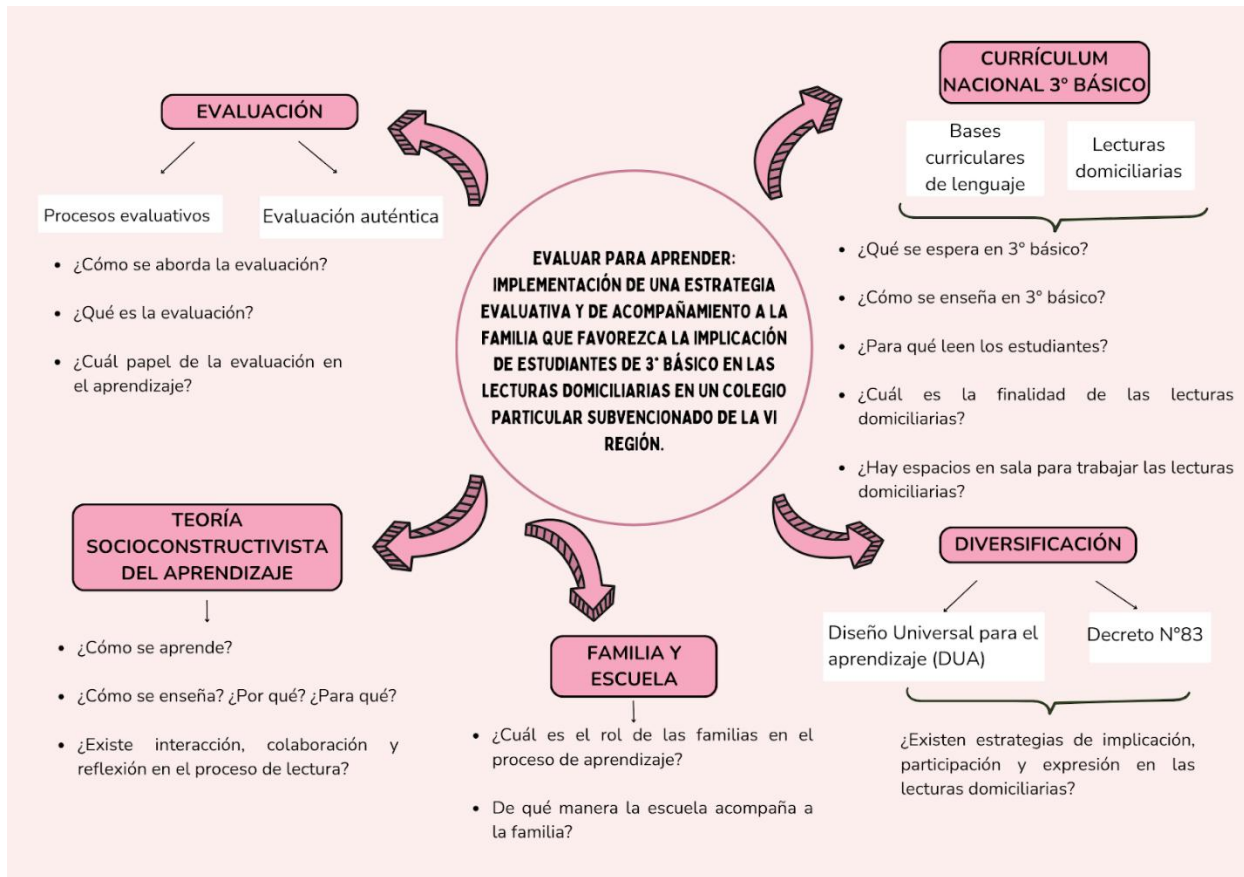 EVALUACIÓN
Procesos evaluativos
Evaluación auténtica
• ¿Cómo se aborda la evaluación?
• ¿Qué es la evaluación?
• ¿Cuál papel de la evaluación en
el aprendizaje?
CURRÍCULUM
NACIONAL 3° BÁSICO
Bases
curriculares
de lenguaje
Lecturas
domiciliarias
• ¿Qué se espera en 3° básico?
• ¿Cómo se enseña en 3° básico?
• ¿Para qué leen los estudiantes?
• ¿Cuál es la finalidad de las lecturas
domiciliarias?
• ¿Hay espacios en sala para trabajar las lecturas
domiciliarias?
EVALUAR PARA APRENDER:
IMPLEMENTACIÓN DE UNA ESTRATEGIA
EVALUATIVA Y DE ACOMPAÑAMIENTO A LA
FAMILIA QUE FAVOREZCA LA IMPLICACIÓN
DE ESTUDIANTES DE 3° BÁSICO EN LAS
LECTURAS DOMICILIARIAS EN UN COLEGIO
PARTICULAR SUBVENCIONADO DE LA VI
REGIÓN.
TEORÍA
SOCIOCONSTRUCTIVISTA
DEL APRENDIZAJE
• ¿Cómo se aprende?
• ¿Cómo se enseña? ¿Por qué? ¿Para qué?
• ¿Existe interacción, colaboración y
reflexión en el proceso de lectura?
FAMILIA Y
ESCUELA
• ¿Cuál es el rol de las familias en el
proceso de aprendizaje?
• De qué manera la escuela acompaña a
la familia?
DIVERSIFICACIÓN
Diseño Universal para el
aprendizaje (DUA)
Decreto N°83
¿Existen estrategias de implicación,
participación y expresión en las
lecturas domiciliarias?